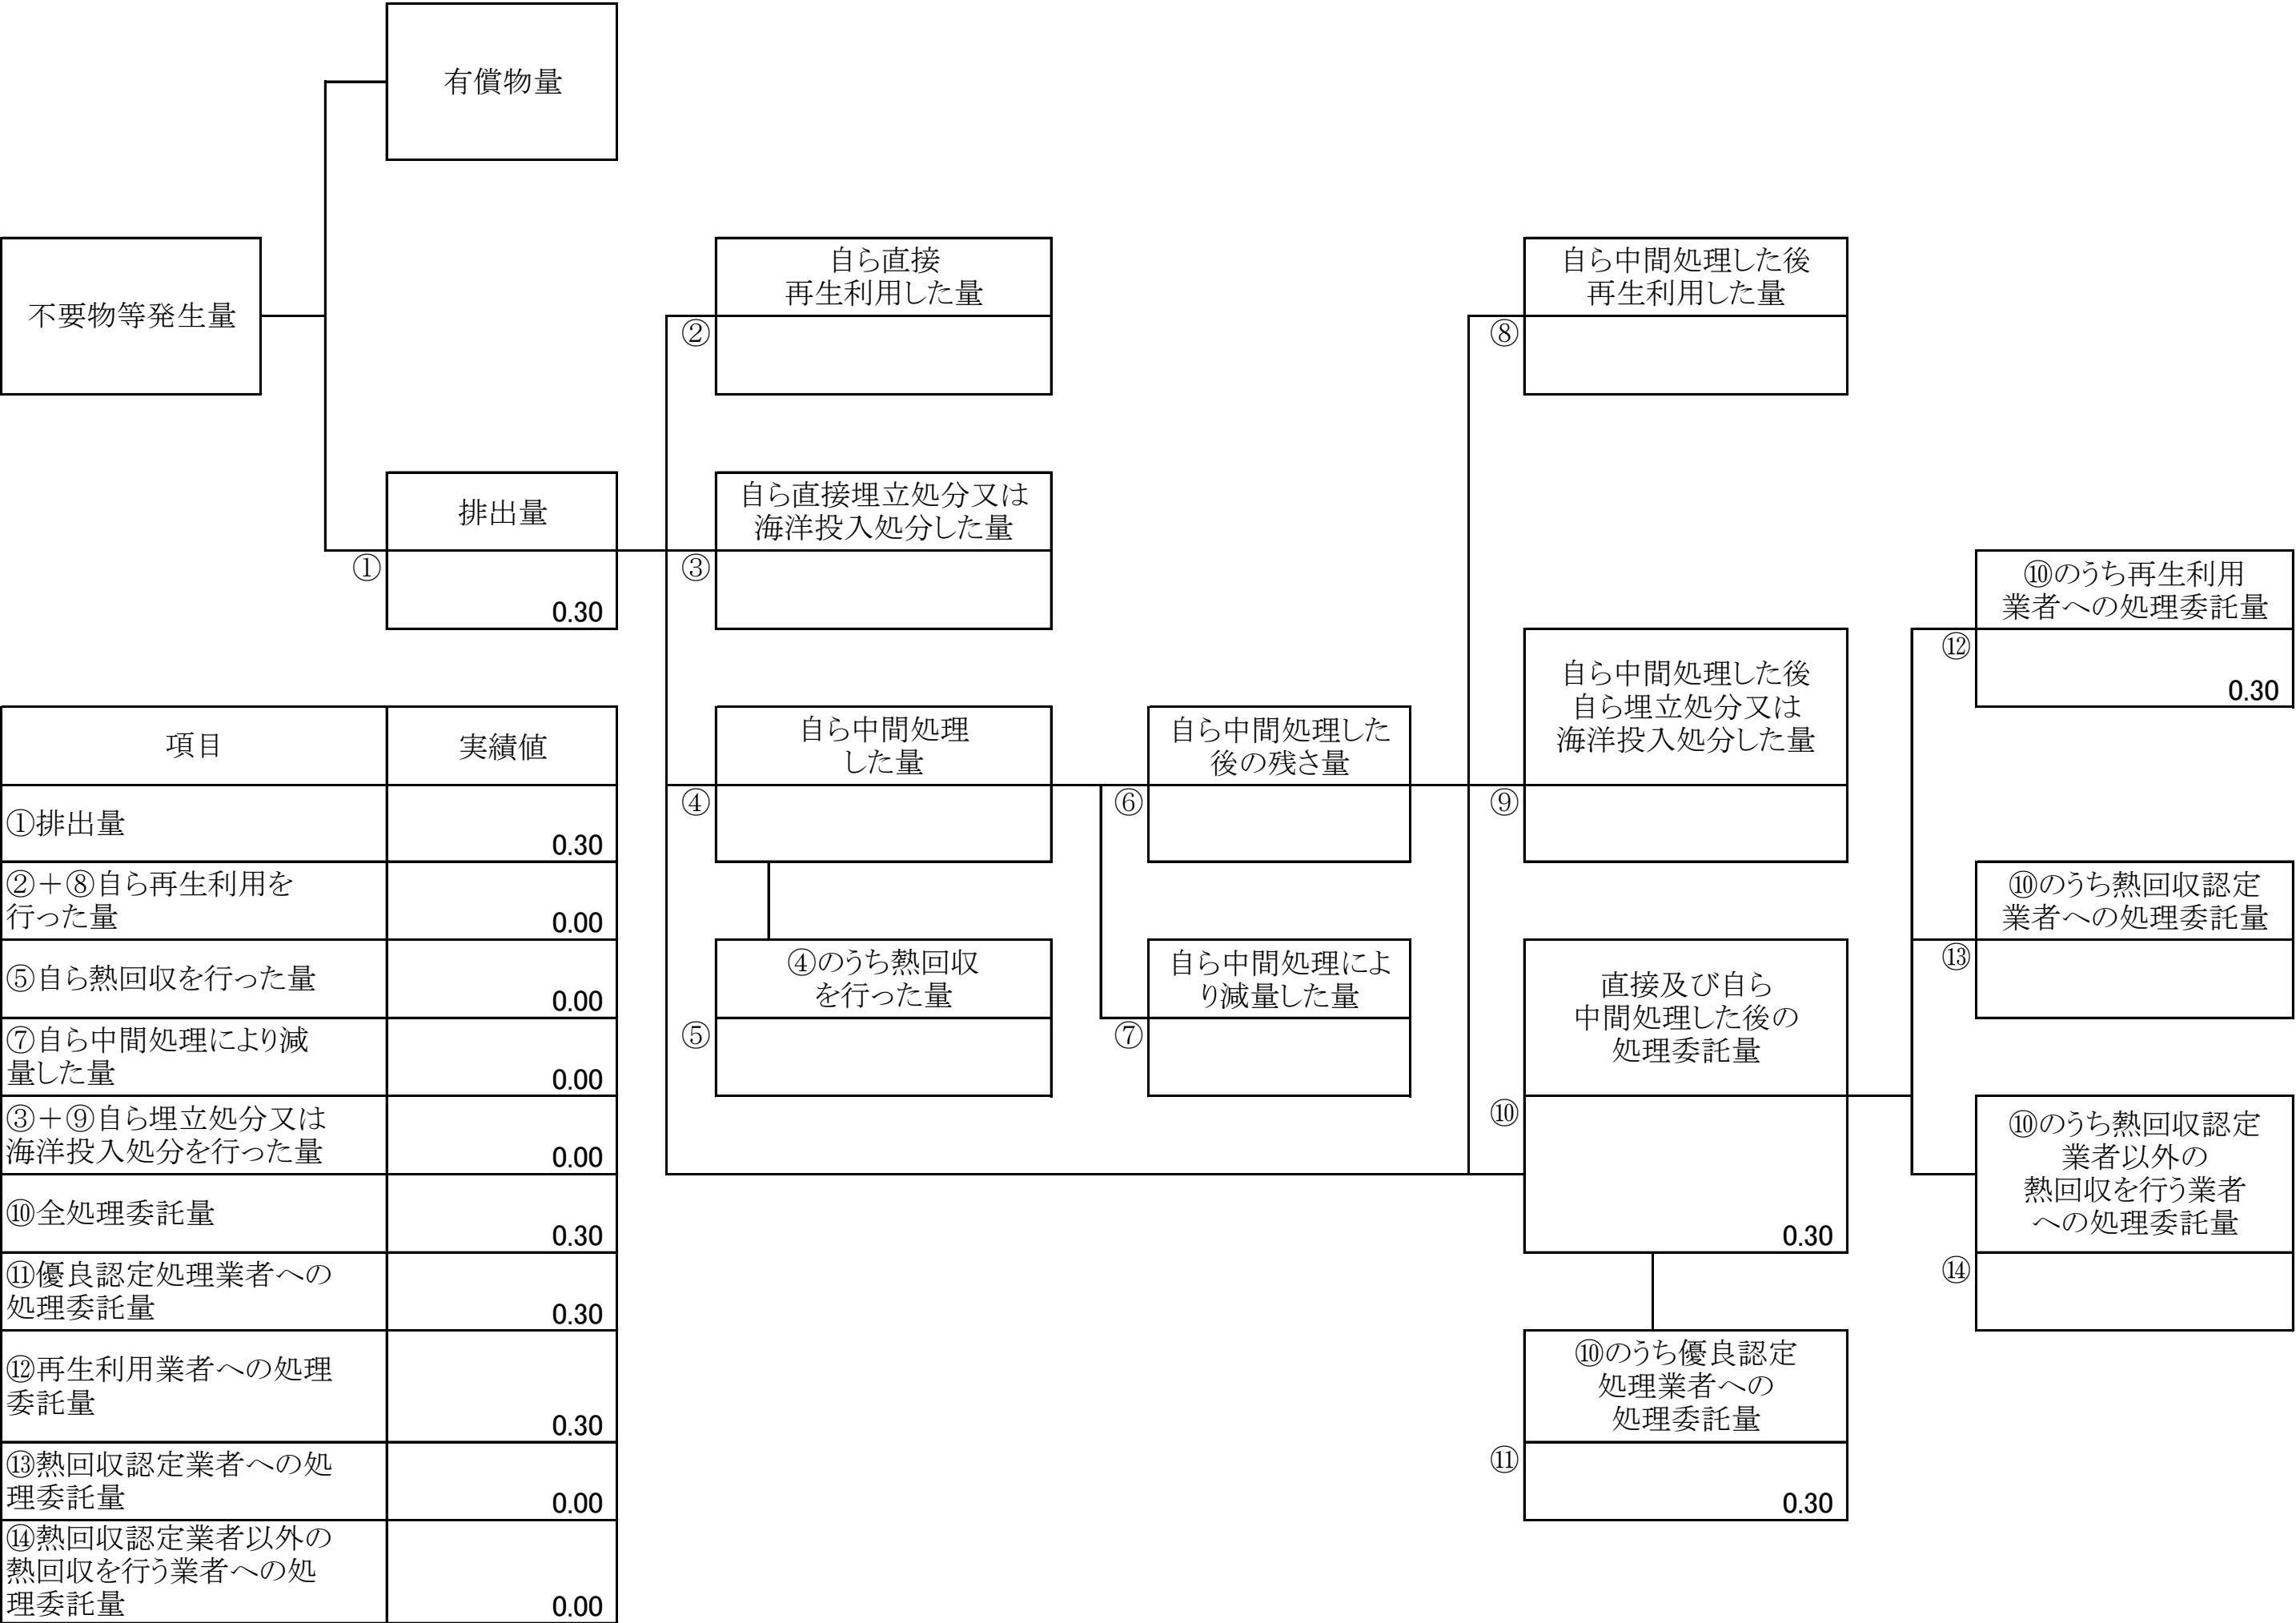 有償物量
不要物等発生量
自ら直接
再生利用した量
②
自ら中間処理した後
再生利用した量
⑧
排出量
①
0.30
自ら直接埋立処分又は
海洋投入処分した量
③
⑩のうち再生利用
業者への処理委託量
⑫
0.30
自ら中間処理
した量
④
自ら中間処理した
後の残さ量
⑥
自ら中間処理した後
自ら埋立処分又は
海洋投入処分した量
⑨
⑩のうち熱回収認定
業者への処理委託量
⑬
④のうち熱回収
を行った量
⑤
自ら中間処理によ
り減量した量
⑦
直接及び自ら
中間処理した後の
処理委託量
⑩
0.30
⑩のうち熱回収認定
業者以外の
熱回収を行う業者
への処理委託量
⑭
⑩のうち優良認定
処理業者への
処理委託量
⑪
0.30
項目
実績値
①排出量
0.30
②＋⑧自ら再生利用を
行った量
0.00
⑤自ら熱回収を行った量
0.00
⑦自ら中間処理により減
量した量
0.00
③＋⑨自ら埋立処分又は
海洋投入処分を行った量
0.00
⑩全処理委託量
0.30
⑪優良認定処理業者への
処理委託量
0.30
⑫再生利用業者への処理
委託量
0.30
⑬熱回収認定業者への処
理委託量
0.00
⑭熱回収認定業者以外の
熱回収を行う業者への処
理委託量
0.00